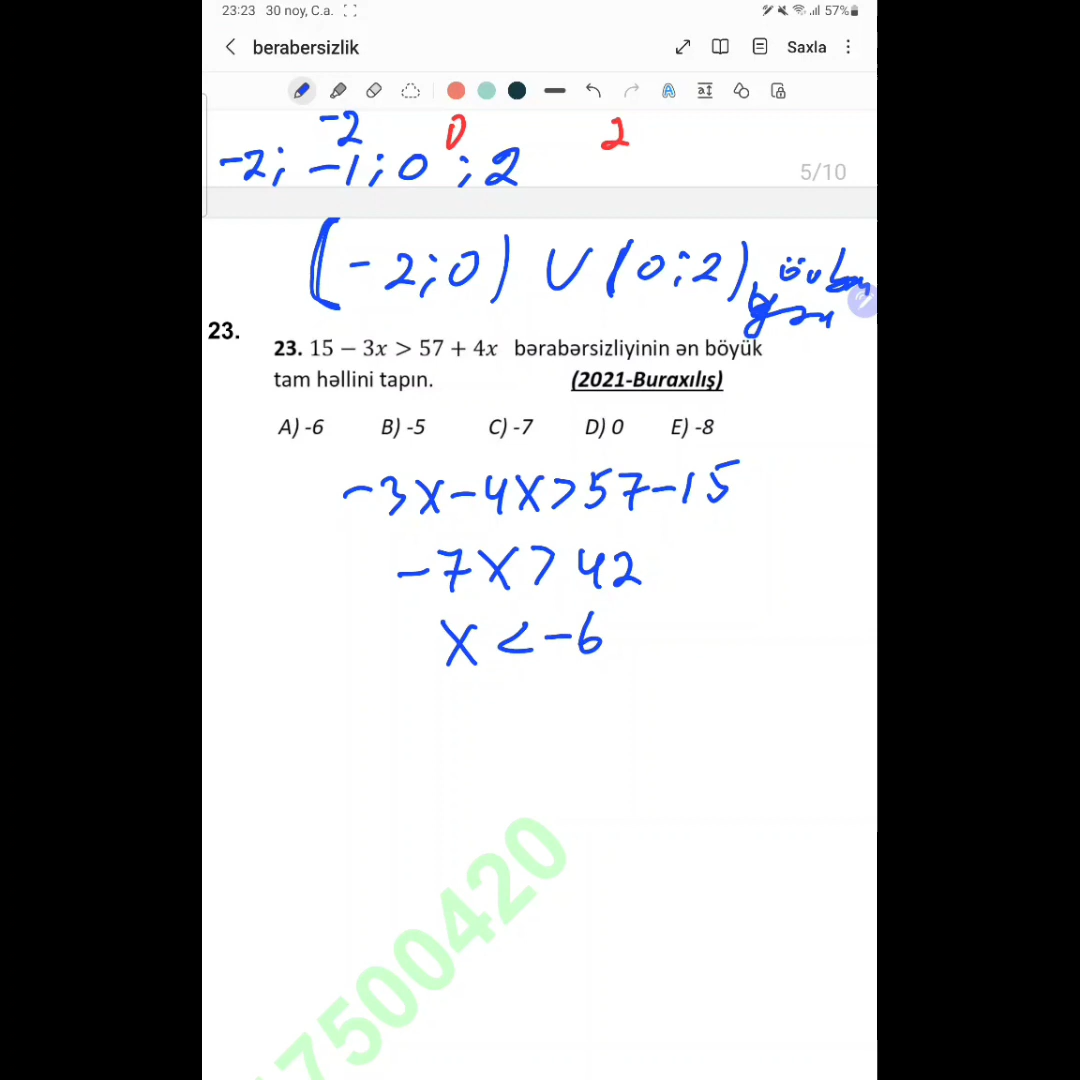 23:23 30 noy, C.a. 57%
berabersizlik Saxla
-2 0 2
-2; -1; 0 ; 2
5/10
(-2;0) ∪ (0;2)
23.
23. 15 − 3x > 57 + 4x bərabərsizliyinin ən böyük
tam həllini tapın. (2021-Buraxılış)
A) -6 B) -5 C) -7 D) 0 E) -8
-3x-4x>57-15
-7x>42
x<-6
7500420